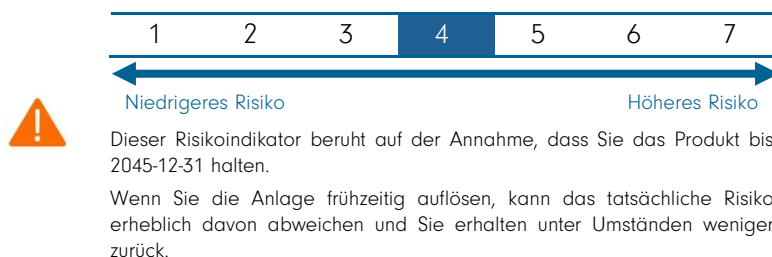 1 2 3 4 5 6 7
Niedrigeres Risiko Höheres Risiko
Dieser Risikoindikator beruht auf der Annahme, dass Sie das Produkt bis
2045-12-31 halten.
Wenn Sie die Anlage frühzeitig auflösen, kann das tatsächliche Risiko
erheblich davon abweichen und Sie erhalten unter Umständen weniger
zurück.